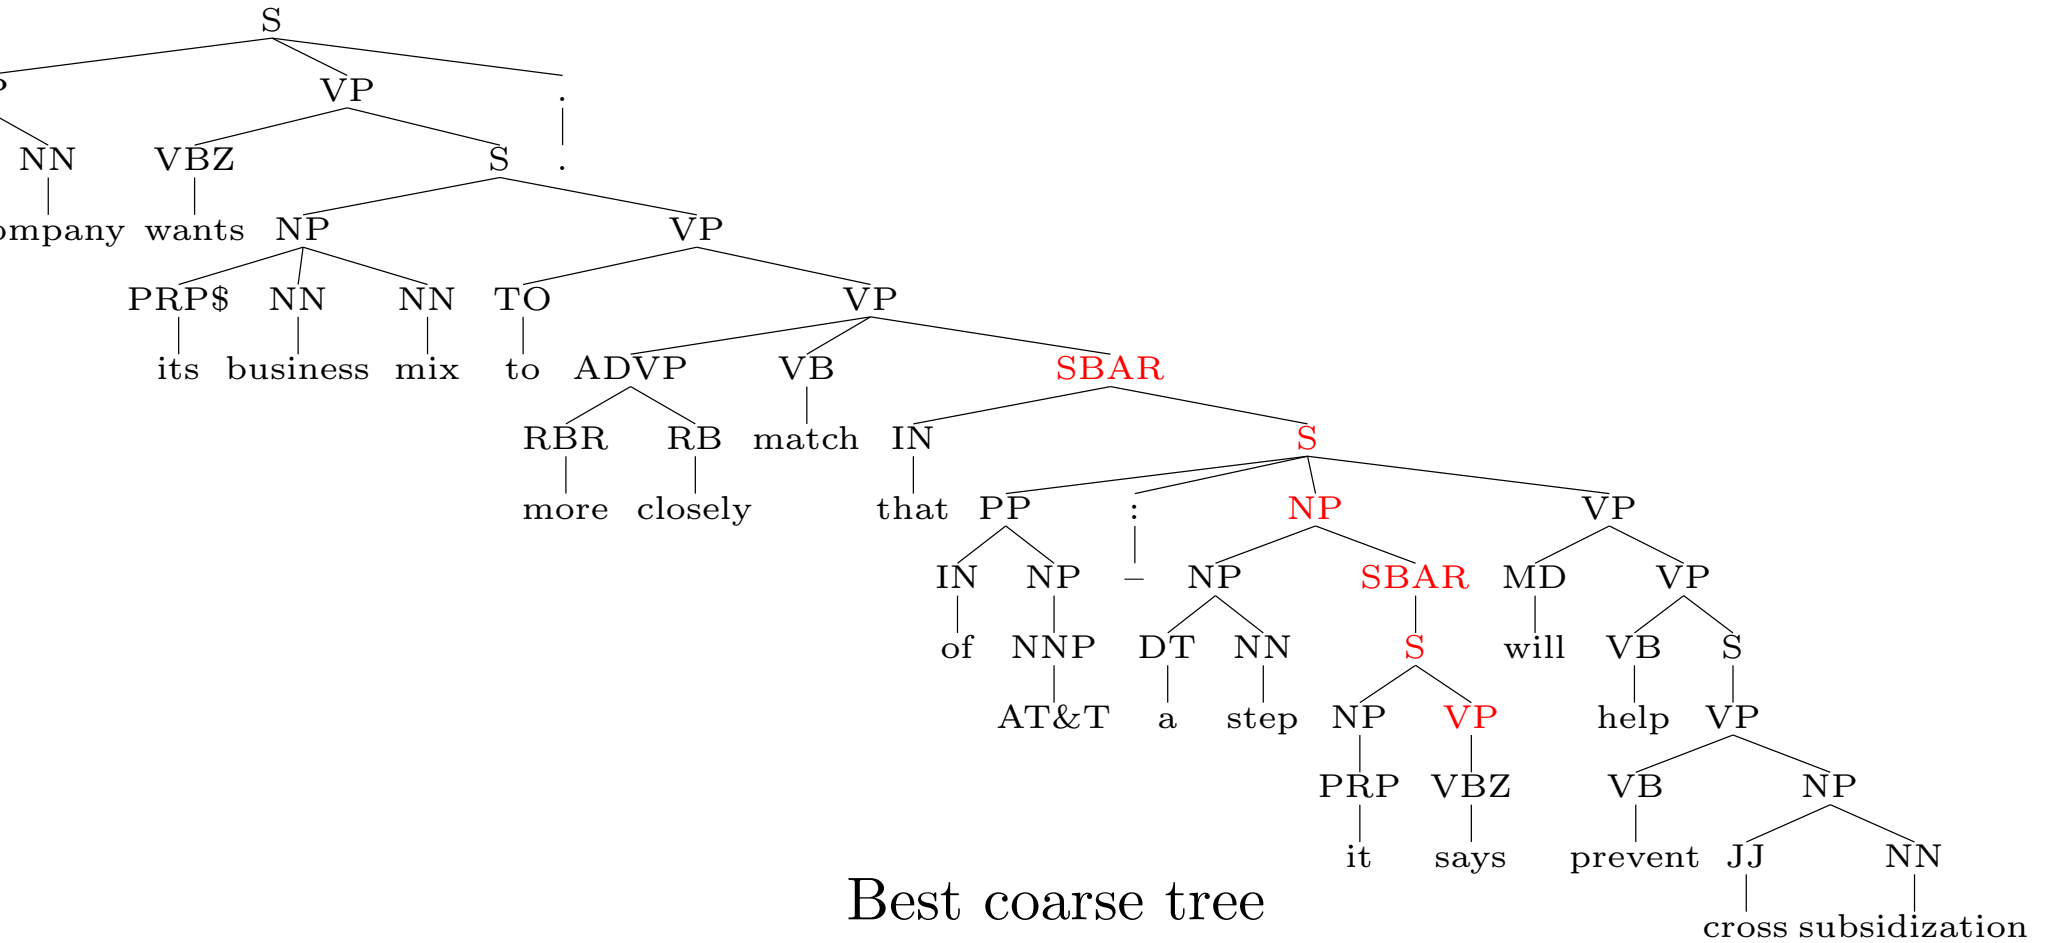 S
VP .
NN VBZ S .
wants NP VP
PRP$ NN NN TO VP
its business mix to ADVP VB SBAR
RBR RB match IN S
more closely that PP : NP VP
IN NP – NP SBAR MD VP
of NNP DT NN S will VB S
AT&T a step NP VP help VP
PRP VBZ VB NP
it says prevent JJ NN
Best coarse tree
cross subsidization